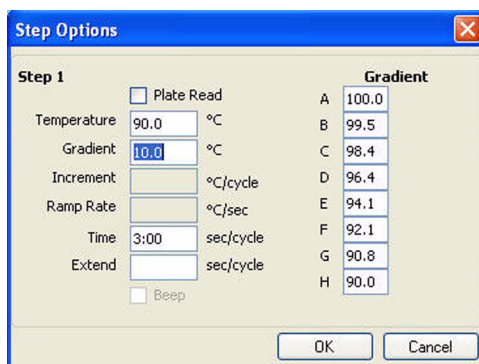 Step Options
Step 1
Plate Read
Temperature 90.0 °C
Gradient 10.0 °C
Increment °C/cycle
Ramp Rate °C/sec
Time 3:00 sec/cycle
Extend sec/cycle
Beep
Gradient
A 100.0
B 99.5
C 98.4
D 96.4
E 94.1
F 92.1
G 90.8
H 90.0
OK Cancel